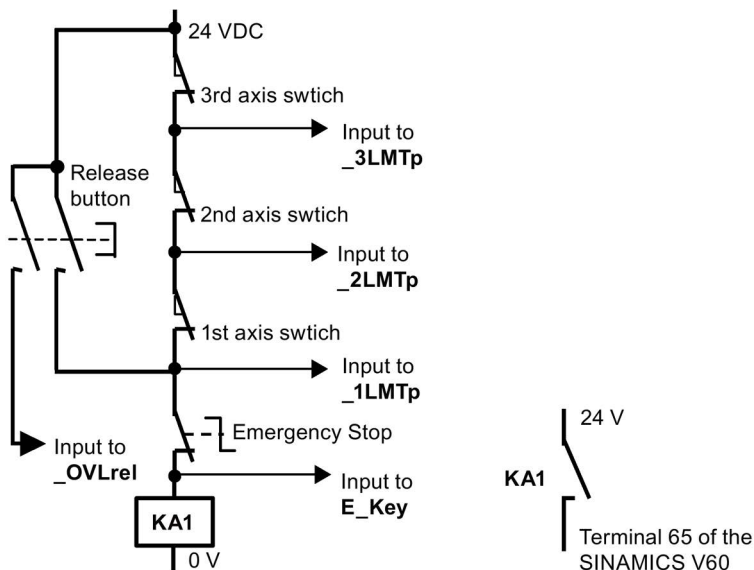 24 VDC
3rd axis swtich
Input to
_3LMTp
Release
button
2nd axis swtich
Input to
_2LMTp
1st axis swtich
Input to
_1LMTp
Emergency Stop
Input to
_OVLrel
Input to
E_Key
KA1
0 V
24 V
KA1
Terminal 65 of the
SINAMICS V60